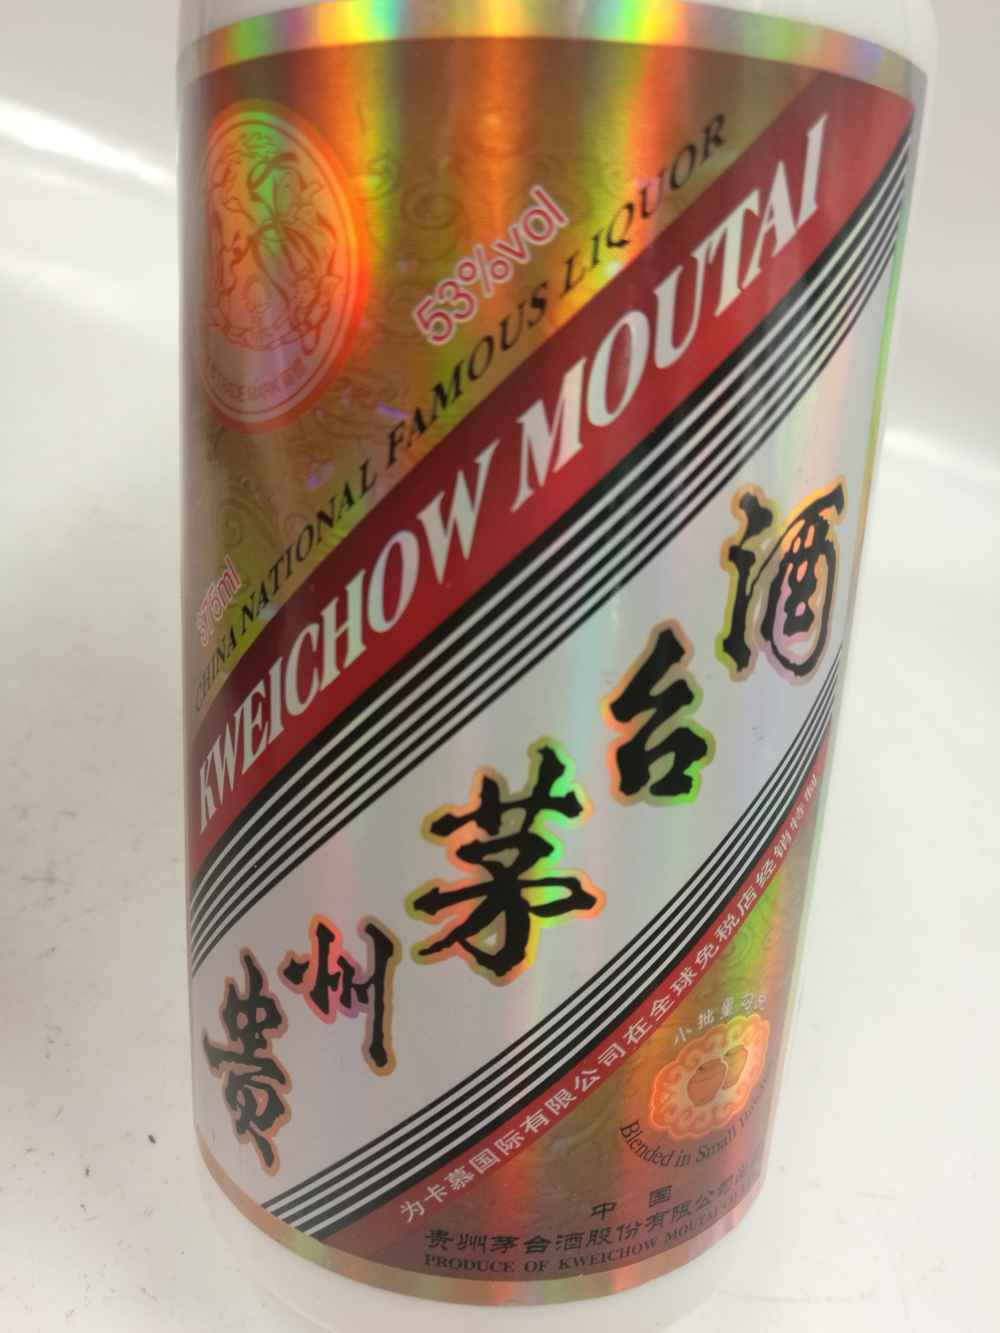 TRADE MARK
53%vol
375ml
CHINA NATIONAL FAMOUS LIQUOR
KWEICHOW MOUTAI
贵州茅台酒
为卡慕国际有限公司在全球免税店经销特制
小批量勾兑
Blended in Small
中国
贵州茅台酒股份有限公司
PRODUCE OF KWEICHOW MOUTAI